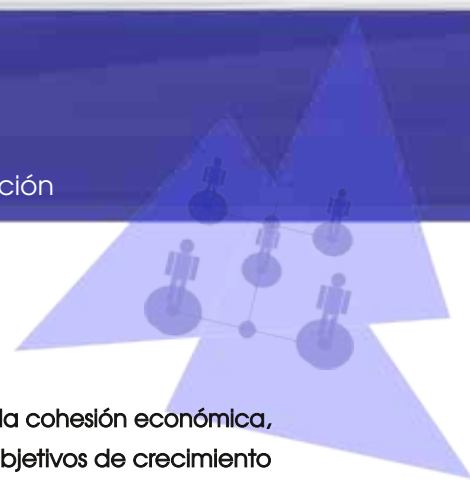 ción
la cohesión económica,
bjetivos de crecimiento